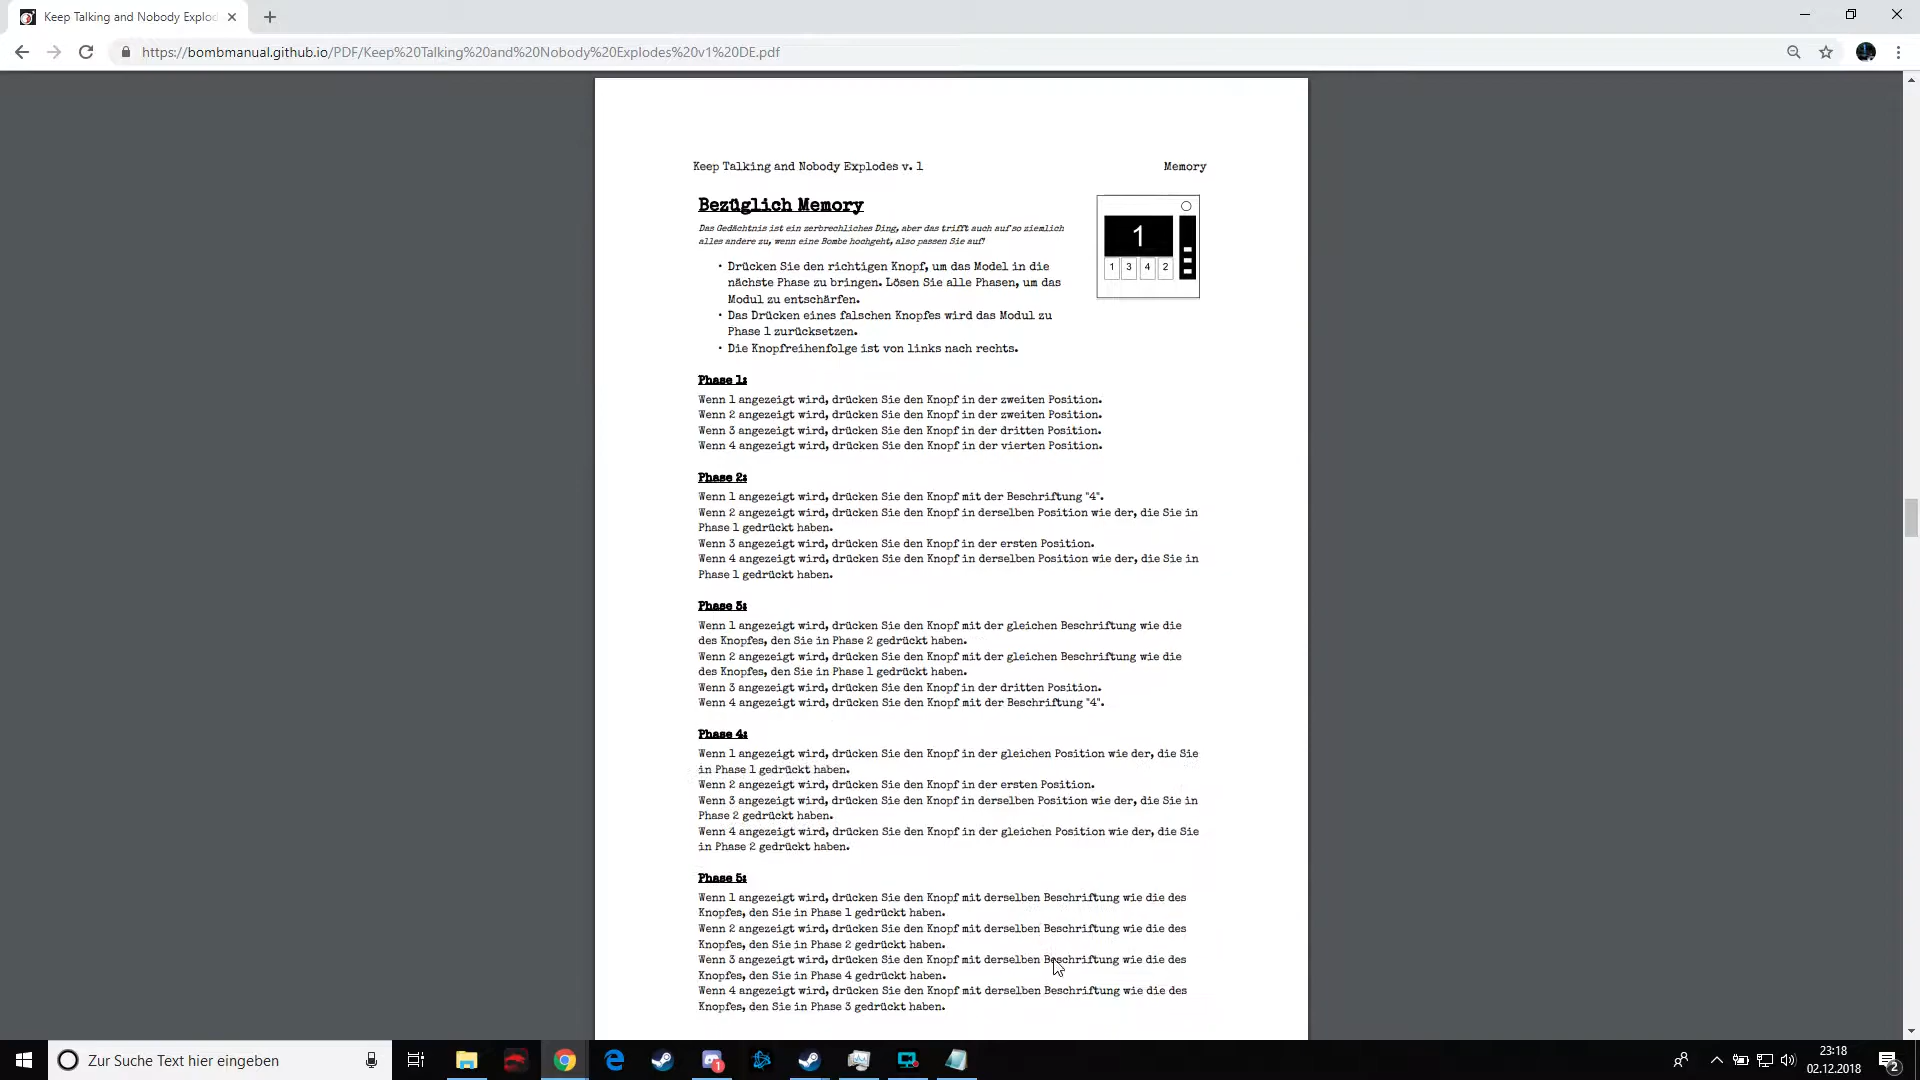 Keep Talking and Nobody Explod
https://bombmanual.github.io/PDF/Keep%20Talking%20and%20Nobody%20Explodes%20v1%20DE.pdf
Keep Talking and Nobody Explodes v. 1
Memory
Bezüglich Memory
Das Gedächtnis ist ein zerbrechliches Ding, aber das trifft auch auf so ziemlich
alles andere zu, wenn eine Bombe hochgeht, also passen Sie auf!
1
1 3 4 2
• Drücken Sie den richtigen Knopf, um das Model in die
nächste Phase zu bringen. Lösen Sie alle Phasen, um das
Modul zu entschärfen.
• Das Drücken eines falschen Knopfes wird das Modul zu
Phase 1 zurücksetzen.
• Die Knopfreihenfolge ist von links nach rechts.
Phase 1:
Wenn 1 angezeigt wird, drücken Sie den Knopf in der zweiten Position.
Wenn 2 angezeigt wird, drücken Sie den Knopf in der zweiten Position.
Wenn 3 angezeigt wird, drücken Sie den Knopf in der dritten Position.
Wenn 4 angezeigt wird, drücken Sie den Knopf in der vierten Position.
Phase 2:
Wenn 1 angezeigt wird, drücken Sie den Knopf mit der Beschriftung "4".
Wenn 2 angezeigt wird, drücken Sie den Knopf in derselben Position wie der, die Sie in
Phase 1 gedrückt haben.
Wenn 3 angezeigt wird, drücken Sie den Knopf in der ersten Position.
Wenn 4 angezeigt wird, drücken Sie den Knopf in derselben Position wie der, die Sie in
Phase 1 gedrückt haben.
Phase 3:
Wenn 1 angezeigt wird, drücken Sie den Knopf mit der gleichen Beschriftung wie die
des Knopfes, den Sie in Phase 2 gedrückt haben.
Wenn 2 angezeigt wird, drücken Sie den Knopf mit der gleichen Beschriftung wie die
des Knopfes, den Sie in Phase 1 gedrückt haben.
Wenn 3 angezeigt wird, drücken Sie den Knopf in der dritten Position.
Wenn 4 angezeigt wird, drücken Sie den Knopf mit der Beschriftung "4".
Phase 4:
Wenn 1 angezeigt wird, drücken Sie den Knopf in der gleichen Position wie der, die Sie
in Phase 1 gedrückt haben.
Wenn 2 angezeigt wird, drücken Sie den Knopf in der ersten Position.
Wenn 3 angezeigt wird, drücken Sie den Knopf in derselben Position wie der, die Sie in
Phase 2 gedrückt haben.
Wenn 4 angezeigt wird, drücken Sie den Knopf in der gleichen Position wie der, die Sie
in Phase 2 gedrückt haben.
Phase 5:
Wenn 1 angezeigt wird, drücken Sie den Knopf mit derselben Beschriftung wie die des
Knopfes, den Sie in Phase 1 gedrückt haben.
Wenn 2 angezeigt wird, drücken Sie den Knopf mit derselben Beschriftung wie die des
Knopfes, den Sie in Phase 2 gedrückt haben.
Wenn 3 angezeigt wird, drücken Sie den Knopf mit derselben Beschriftung wie die des
Knopfes, den Sie in Phase 4 gedrückt haben.
Wenn 4 angezeigt wird, drücken Sie den Knopf mit derselben Beschriftung wie die des
Knopfes, den Sie in Phase 3 gedrückt haben.
Zur Suche Text hier eingeben
1
23:18
02.12.2018
2